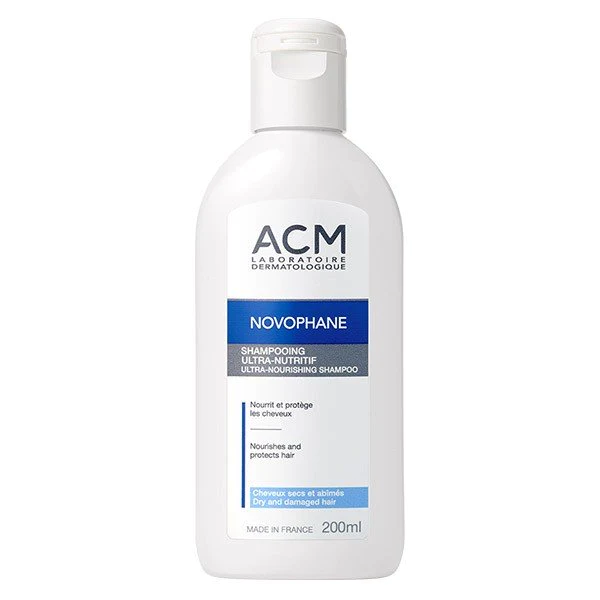 ACM
LABORATOIRE
DERMATOLOGIQUE
NOVOPHANE
SHAMPOOING
ULTRA-NUTRITIF
ULTRA-NOURISHING SHAMPOO
Nourrit et protège
les cheveux
Nourishes and
protects hair
Cheveux secs et abîmés
Dry and damaged hair
MADE IN FRANCE 200ml